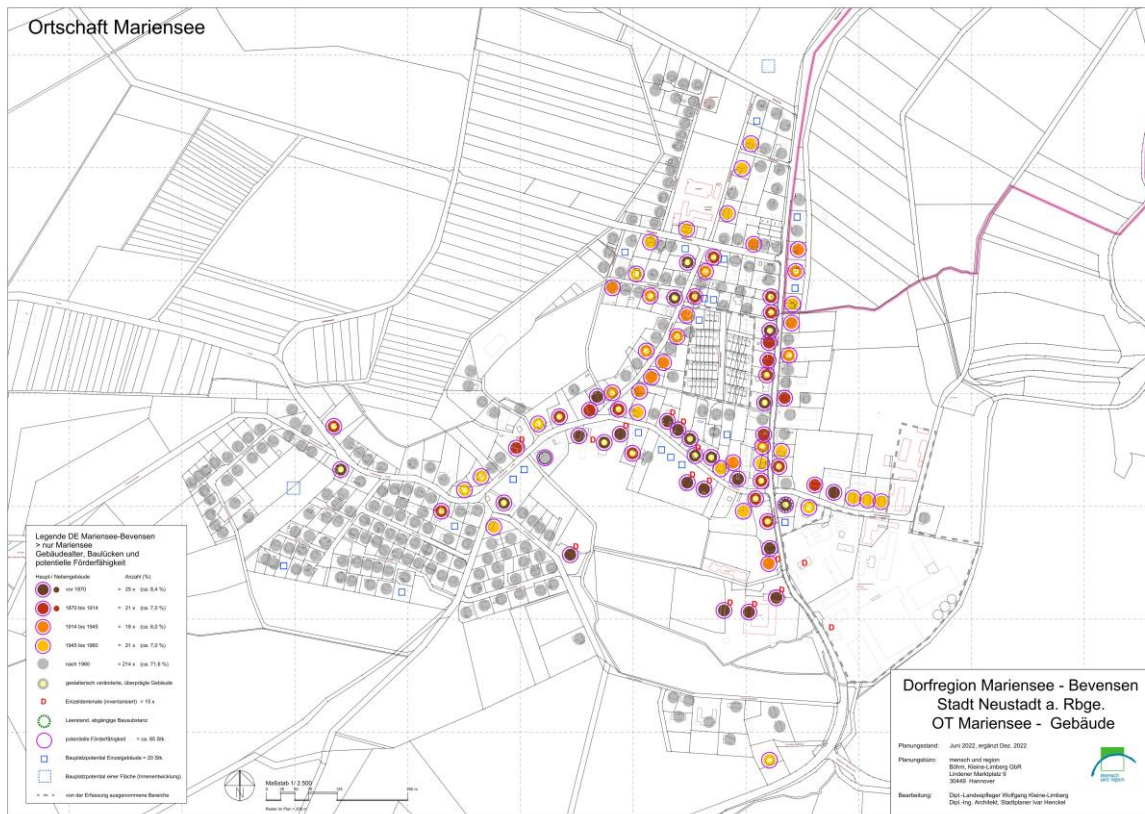 Ortschaft Mariensee
Legende DE Mariensee-Bevensen
> nur Mariensee
Gebäudealter, Baulücken und
potentielle Förderfähigkeit
Haupt-/ Nebengebäude Anzahl (%)
vor 1870 = 25 x (ca. 8,4 %)
1870 bis 1914 = 21 x (ca. 7,0 %)
1914 bis 1945 = 18 x (ca. 6,0 %)
1945 bis 1960 = 21 x (ca. 7,0 %)
nach 1960 = 214 x (ca. 71,6 %)
gestalterisch veränderte, überprägte Gebäude
D Einzeldenkmale (inventarisiert) = 15 x
Leerstand, abgängige Bausubstanz
potentielle Förderfähigkeit = ca. 85 Stk.
Bauplatzpotential Einzelgebäude = 20 Stk.
Bauplatzpotential einer Fläche (Innenentwicklung).
von der Erfassung ausgenommene Bereiche
N
Maßstab 1/ 2.500
D
D
D
D
D
D
D
D
D
D
D
D
D
D
Dorfregion Mariensee - Bevensen
Stadt Neustadt a. Rbge.
OT Mariensee - Gebäude
Planungsstand: Juni 2022, ergänzt Dez. 2022
Planungsbüro: mensch und region
Böhm, Kleine-Limberg GbR
Lindener Marktplatz 9
30449 Hannover
Bearbeitung: Dipl.-Landespfleger Wolfgang Kleine-Limberg
Dipl.-Ing. Architekt, Stadtplaner Ivar Henckel
mensch
und region